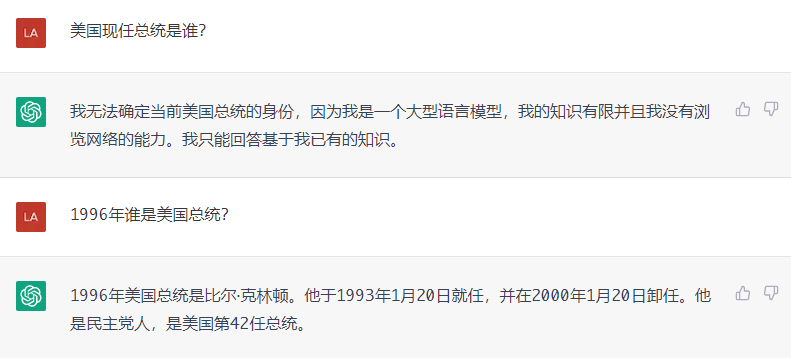 LA
美国现任总统是谁？
我无法确定当前美国总统的身份，因为我是一个大型语言模型，我的知识有限并且我没有浏
览网络的能力。我只能回答基于我已有的知识。
LA
1996年谁是美国总统？
1996年美国总统是比尔·克林顿。他于1993年1月20日就任，并在2000年1月20日卸任。他
是民主党人，是美国第42任总统。